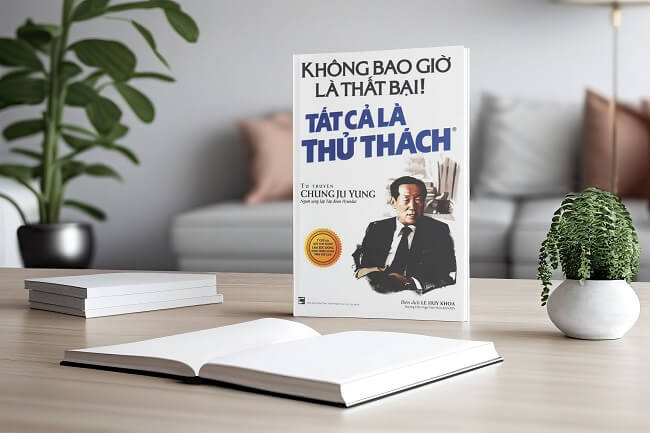 KHÔNG BAO GIỜ
LÀ THẤT BẠI!
TẤT CẢ LÀ
THỬ THÁCH®
TỰ TRUYỆN
CHUNG JU YUNG
Người sáng lập Tập đoàn Hyundai
Biên dịch LÊ HUY KHOA